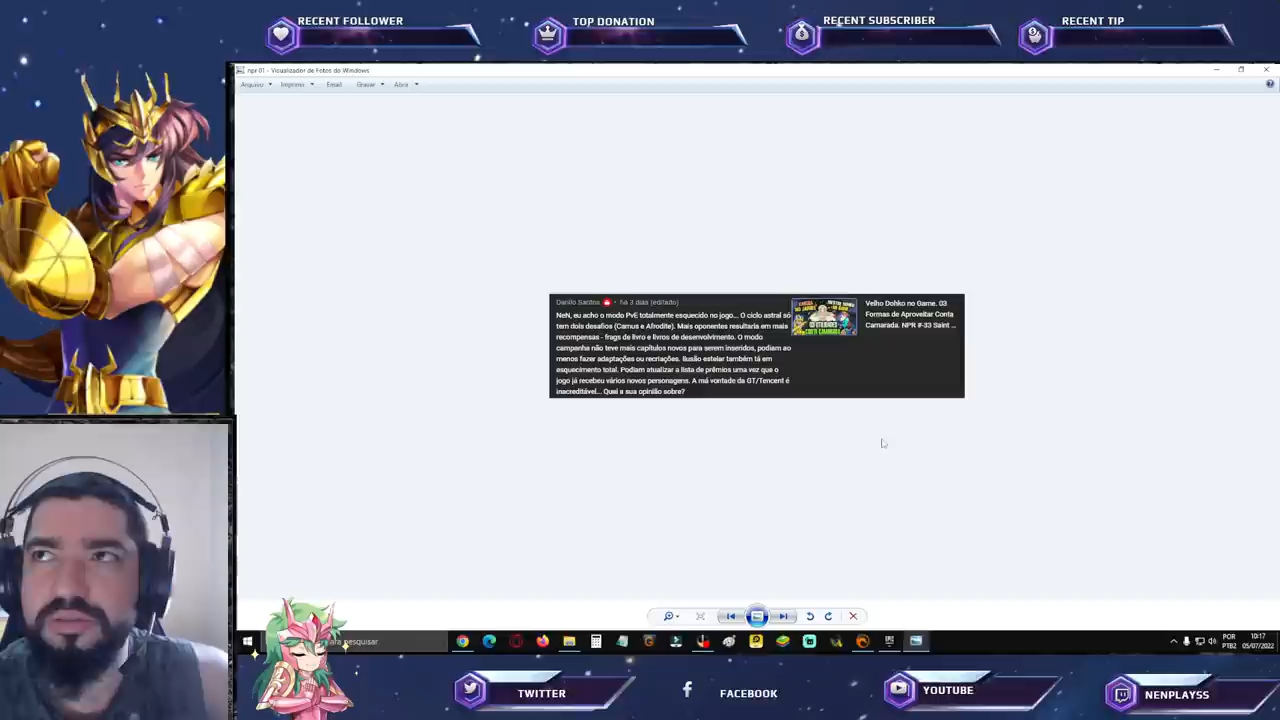 RECENT FOLLOWER
TOP DONATION
RECENT SUBSCRIBER
RECENT TIP
npr 01 - Visualizador de Fotos do Windows
Arquivo
Imprimir
Email
Gravar
Abrir
Danilo Santos • há 3 dias (editado)
NeN, eu acho o modo PvE totalmente esquecido no jogo... O ciclo astral só
tem dois desafios (Camus e Afrodite). Mais oponentes resultaria em mais
recompensas - frags de livro e livros de desenvolvimento. O modo
campanha não teve mais capítulos novos para serem inseridos, podiam ao
menos fazer adaptações ou recriações. Ilusão estelar também tá em
esquecimento total. Podiam atualizar a lista de prêmios uma vez que o
jogo já recebeu vários novos personagens. A má vontade da GT/Tencent é
inacreditável... Qual a sua opinião sobre?
Velho Dohko no Game. 03
Formas de Aproveitar Conta
Camarada. NPR #-33 Saint ...
CONTA CAMARADA
ara pesquisar
POR
PTB2
10:17
05/07/2022
TWITTER
FACEBOOK
YOUTUBE
NENPLAYSS